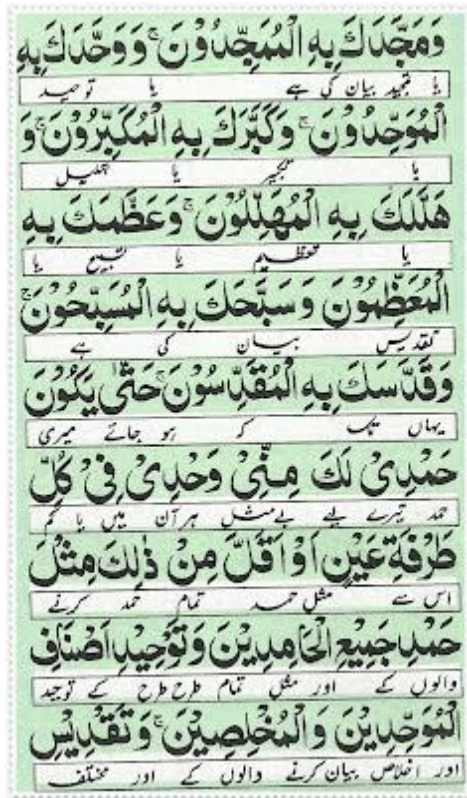 وَمَجَّدَكَ بِهِ الْمُمَجِّدُوْنَ ۚ وَوَحَّدَكَ بِهِ
یا تمجید بیان کی ہے یا توحید
الْمُوَحِّدُوْنَ ۚ وَكَبَّرَكَ بِهِ الْمُكَبِّرُوْنَ ۚ وَ
یا تکبیر یا تہلیل
هَلَّلَكَ بِهِ الْمُهَلِّلُوْنَ ۚ وَعَظَّمَكَ بِهِ
یا تعظیم یا تسبیح یا
الْمُعَظِّمُوْنَ وَسَبَّحَكَ بِهِ الْمُسَبِّحُوْنَ ۚ
تقدیس بیان کی ہے
وَقَدَّسَكَ بِهِ الْمُقَدِّسُوْنَ ۚ حَتّٰى يَكُوْنَ
یہاں تک کہ ہو جائے میری
حَمْدِيْ لَكَ مِنِّيْ وَحْدِيْ فِيْ كُلِّ
حمد تیرے لیے بےمثل ہر آن میں یا کم
طَرْفَةِ عَيْنٍ اَوْ اَقَلَّ مِنْ ذٰلِكَ مِثْلَ
اس سے مثل حمد تمام حمد کرنے
حَمْدِ جَمِيْعِ الْحَامِدِيْنَ وَتَوْحِيْدِ اَصْنَافِ
والوں کے اور مثل تمام طرح طرح کے توحید
الْمُوَحِّدِيْنَ وَالْمُخْلِصِيْنَ ۚ وَتَقْدِيْسِ
اور اخلاص بیان کرنے والوں کے اور مختلف